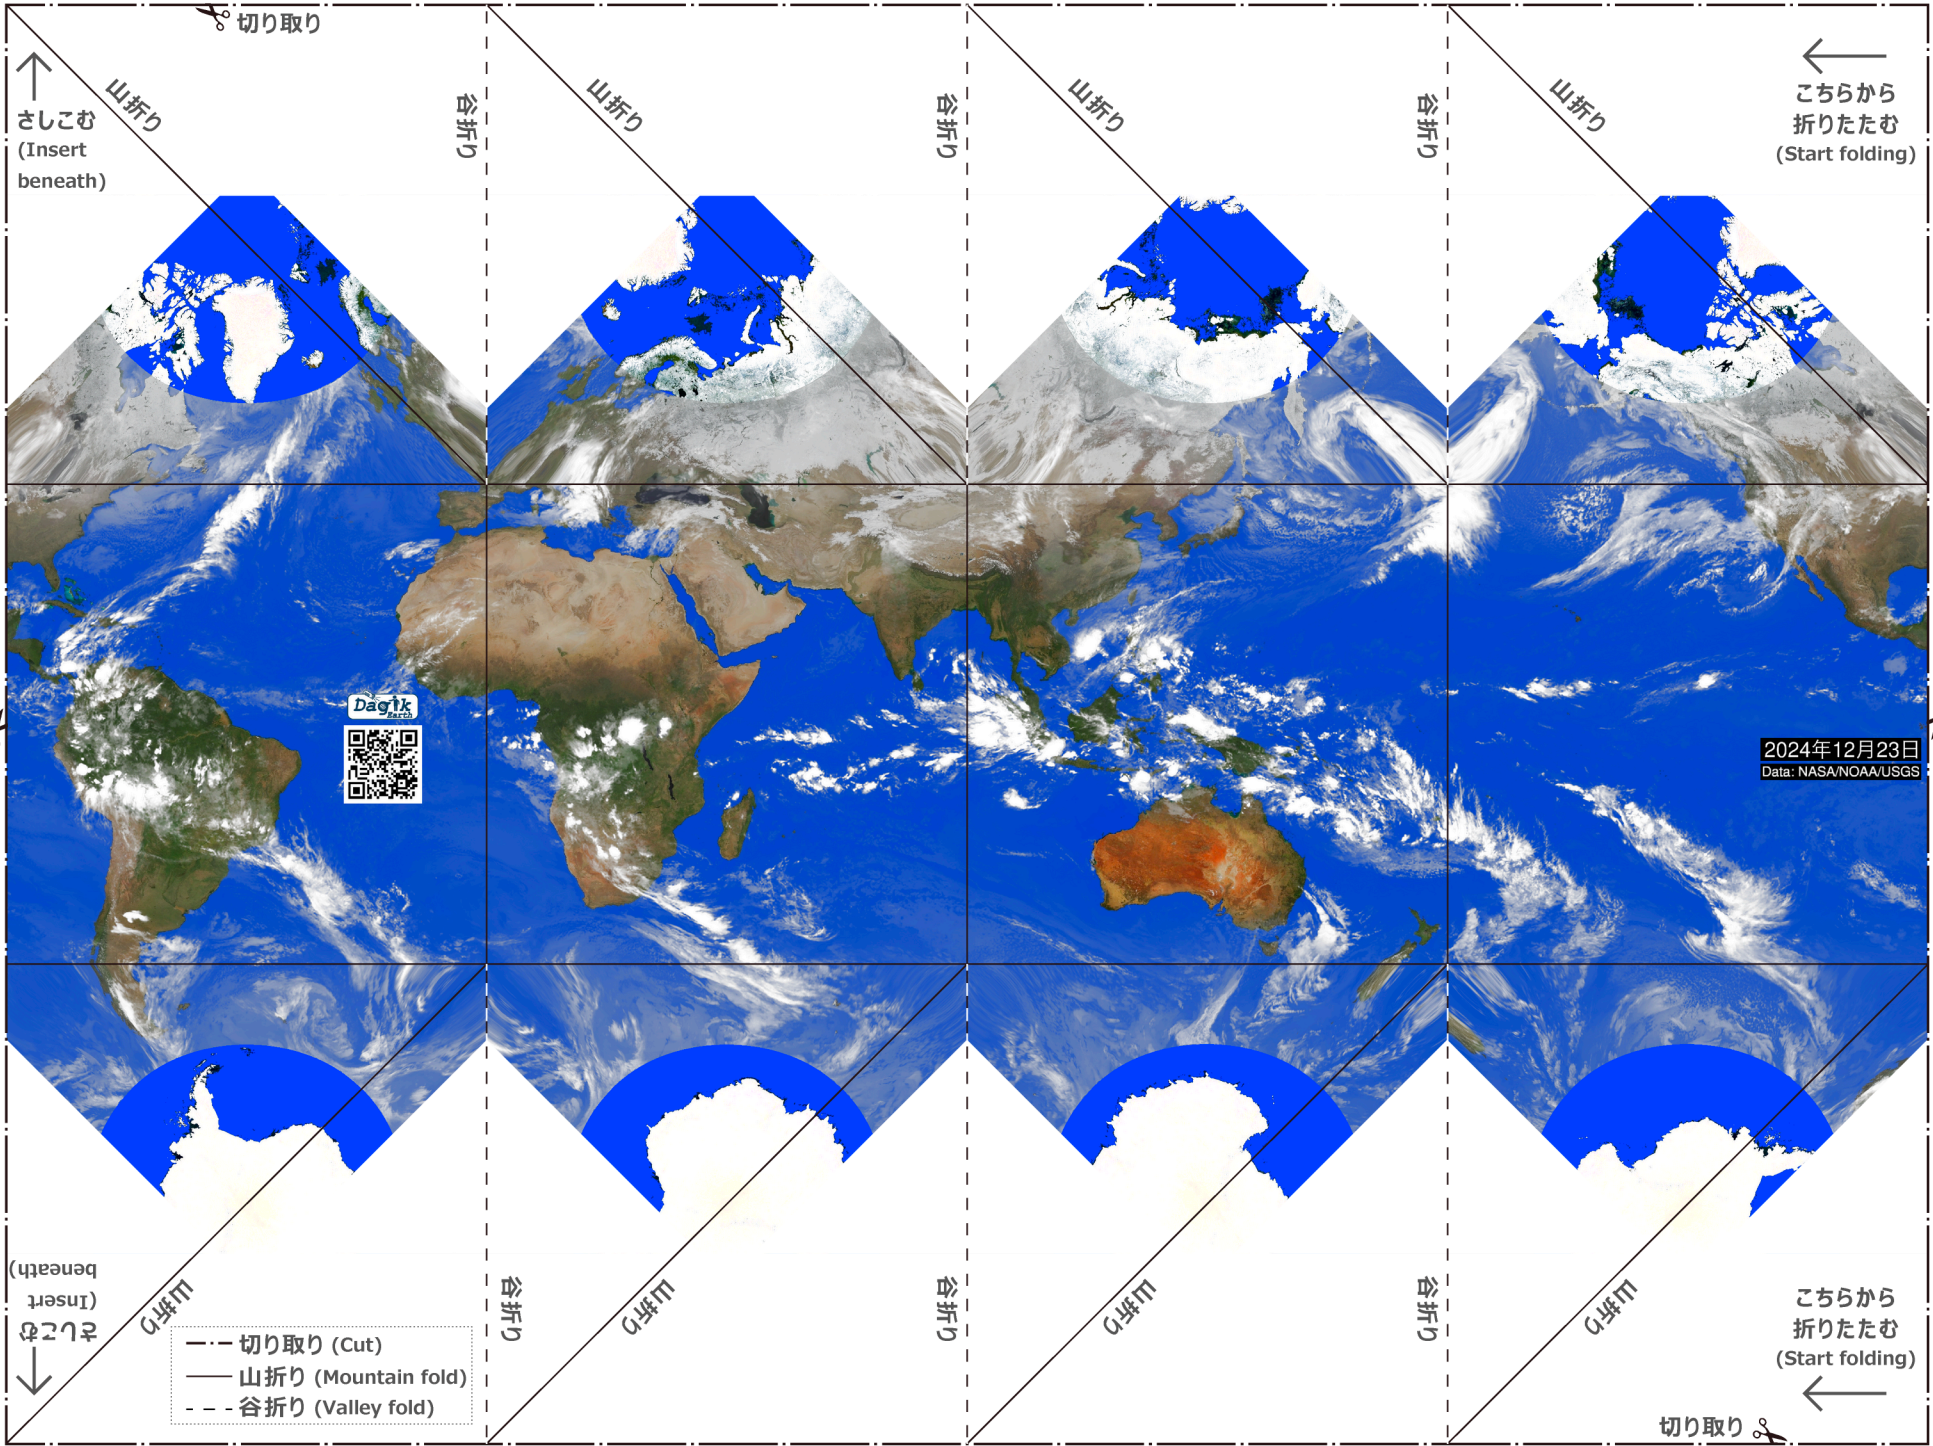 切り取り
山折り
谷折り
山折り
谷折り
山折り
谷折り
山折り
さしこむ
(Insert
beneath)
こちらから
折りたたむ
(Start folding)
Dagik
Earth
2024年12月23日
Data: NASA/NOAA/USGS
さしこむ
(Insert
beneath)
山折り
谷折り
山折り
谷折り
山折り
谷折り
山折り
こちらから
折りたたむ
(Start folding)
切り取り (Cut)
山折り (Mountain fold)
谷折り (Valley fold)
切り取り